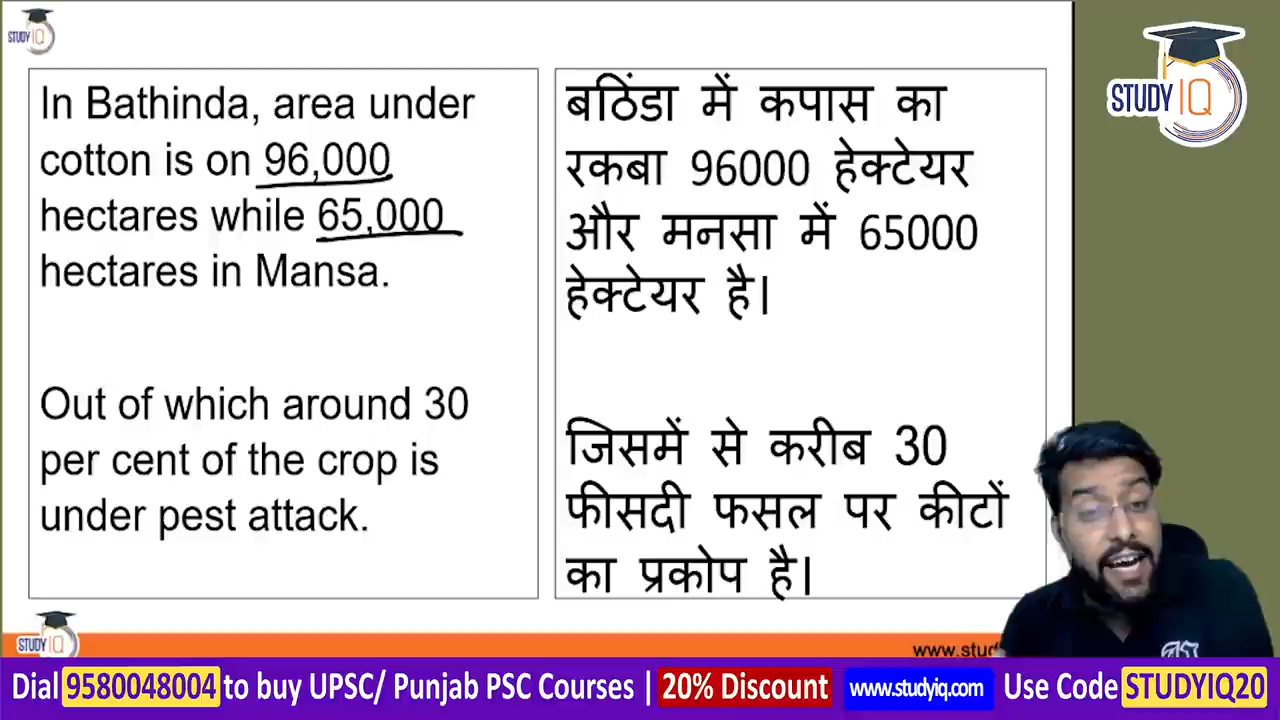 STUDY IQ
STUDY IQ
In Bathinda, area under
cotton is on 96,000
hectares while 65,000
hectares in Mansa.
Out of which around 30
per cent of the crop is
under pest attack.
बठिंडा में कपास का
रकबा 96000 हेक्टेयर
और मनसा में 65000
हेक्टेयर है।
जिसमें से करीब 30
फीसदी फसल पर कीटों
का प्रकोप है।
STUDY IQ
www.stud
Dial 9580048004 to buy UPSC/ Punjab PSC Courses | 20% Discount www.studyiq.com Use Code STUDYIQ20